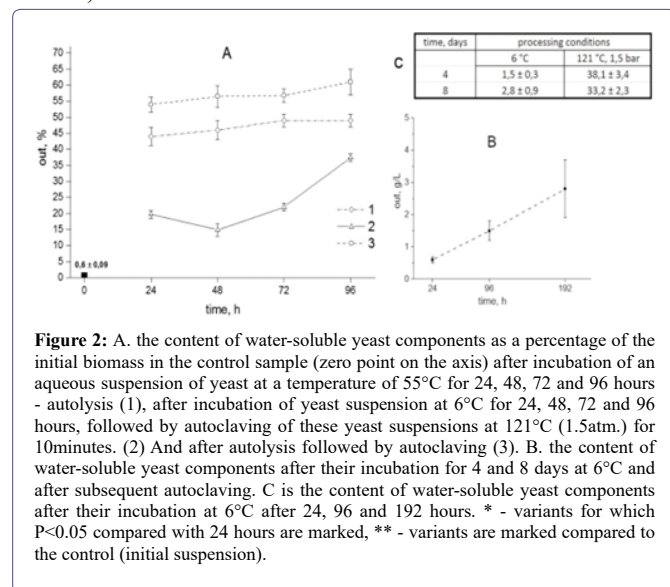 A
70
65
60
55
50
45
40
35
30
25
20
15
10
5
0
out, %
0,6 ± 0,09
0 24 48 72 96
time, h
1
2
3
C
time, days processing conditions
6 °C 121 °C, 1,5 bar
4 1,5 ± 0,3 38,1 ± 3,4
8 2,8 ± 0,9 33,2 ± 2,3
B
5
4
3
2
1
0
out, g/L
24 96 192
time, h
Figure 2: A. the content of water-soluble yeast components as a percentage of the
initial biomass in the control sample (zero point on the axis) after incubation of an
aqueous suspension of yeast at a temperature of 55°C for 24, 48, 72 and 96 hours
- autolysis (1), after incubation of yeast suspension at 6°C for 24, 48, 72 and 96
hours, followed by autoclaving of these yeast suspensions at 121°C (1.5atm.) for
10minutes. (2) And after autolysis followed by autoclaving (3). B. the content of
water-soluble yeast components after their incubation for 4 and 8 days at 6°C and
after subsequent autoclaving. C is the content of water-soluble yeast components
after their incubation at 6°C after 24, 96 and 192 hours. * - variants for which
P<0.05 compared with 24 hours are marked, ** - variants are marked compared to
the control (initial suspension).